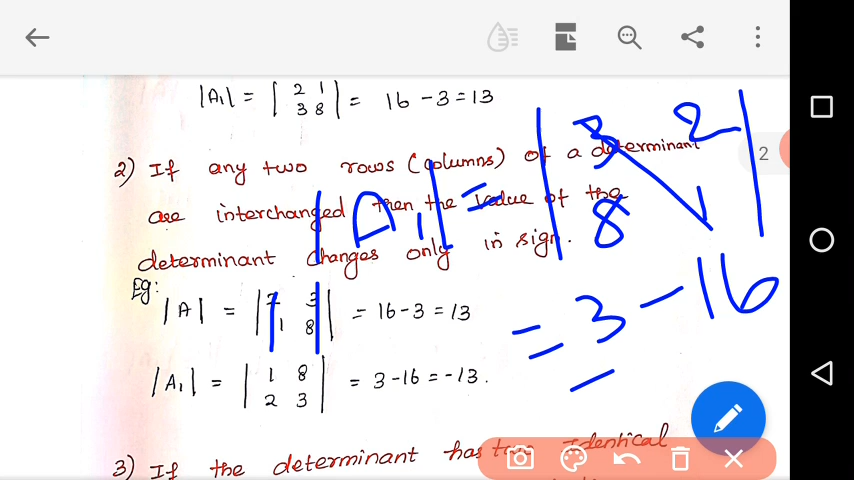 |A₁| = | 2 1 | = 16 - 3 = 13
| 3 8 |
2) If any two rows (columns) of a determinant
are interchanged then the value of the
determinant changes only in sign.
Eg:
|A| = | 2 3 | = 16 - 3 = 13
| 1 8 |
|A₁| = | 1 8 | = 3 - 16 = -13.
| 2 3 |
3) If the determinant has two identical
|A₁| = | 3 2 |
| 8 1 |
= 3 - 16
=
2